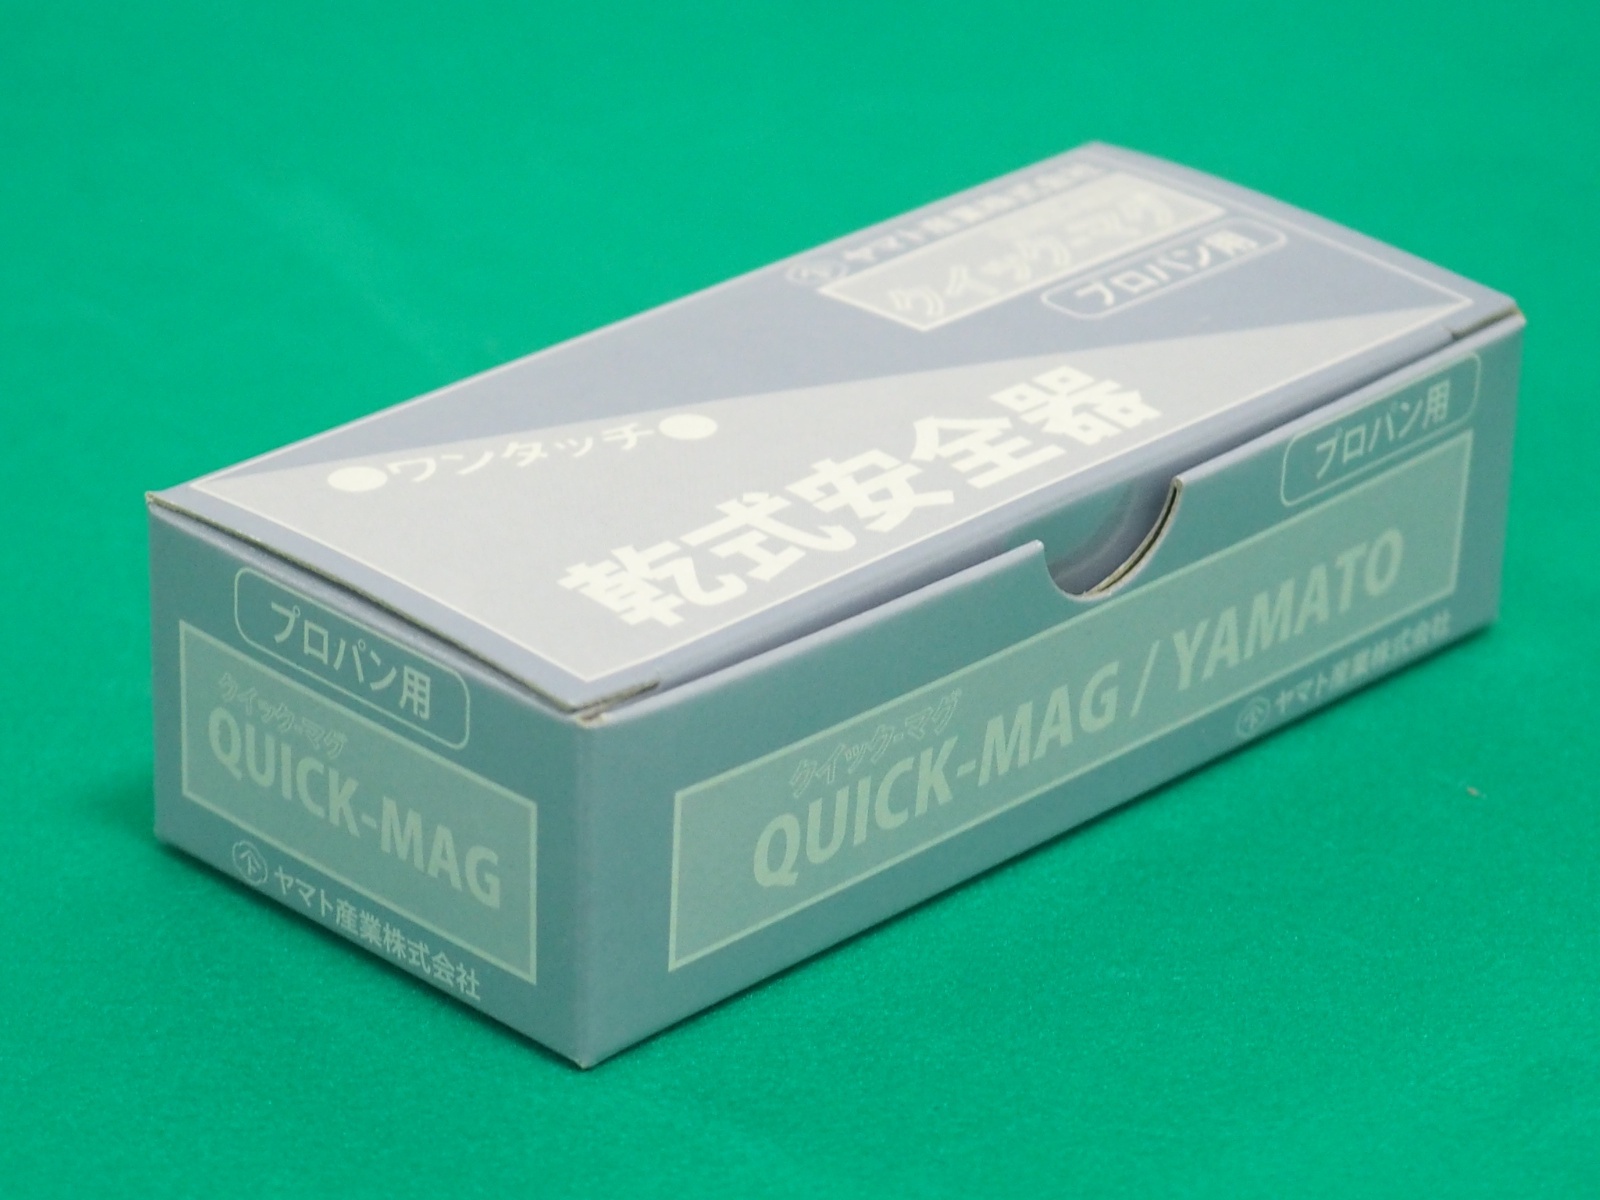 ヤマト産業株式会社
クイック-マグ
プロパン用
●ワンタッチ●
乾式安全器
プロパン用
クイック-マグ
QUICK-MAG
ヤマト産業株式会社
プロパン用
クイック-マグ
QUICK-MAG / YAMATO
ヤマト産業株式会社